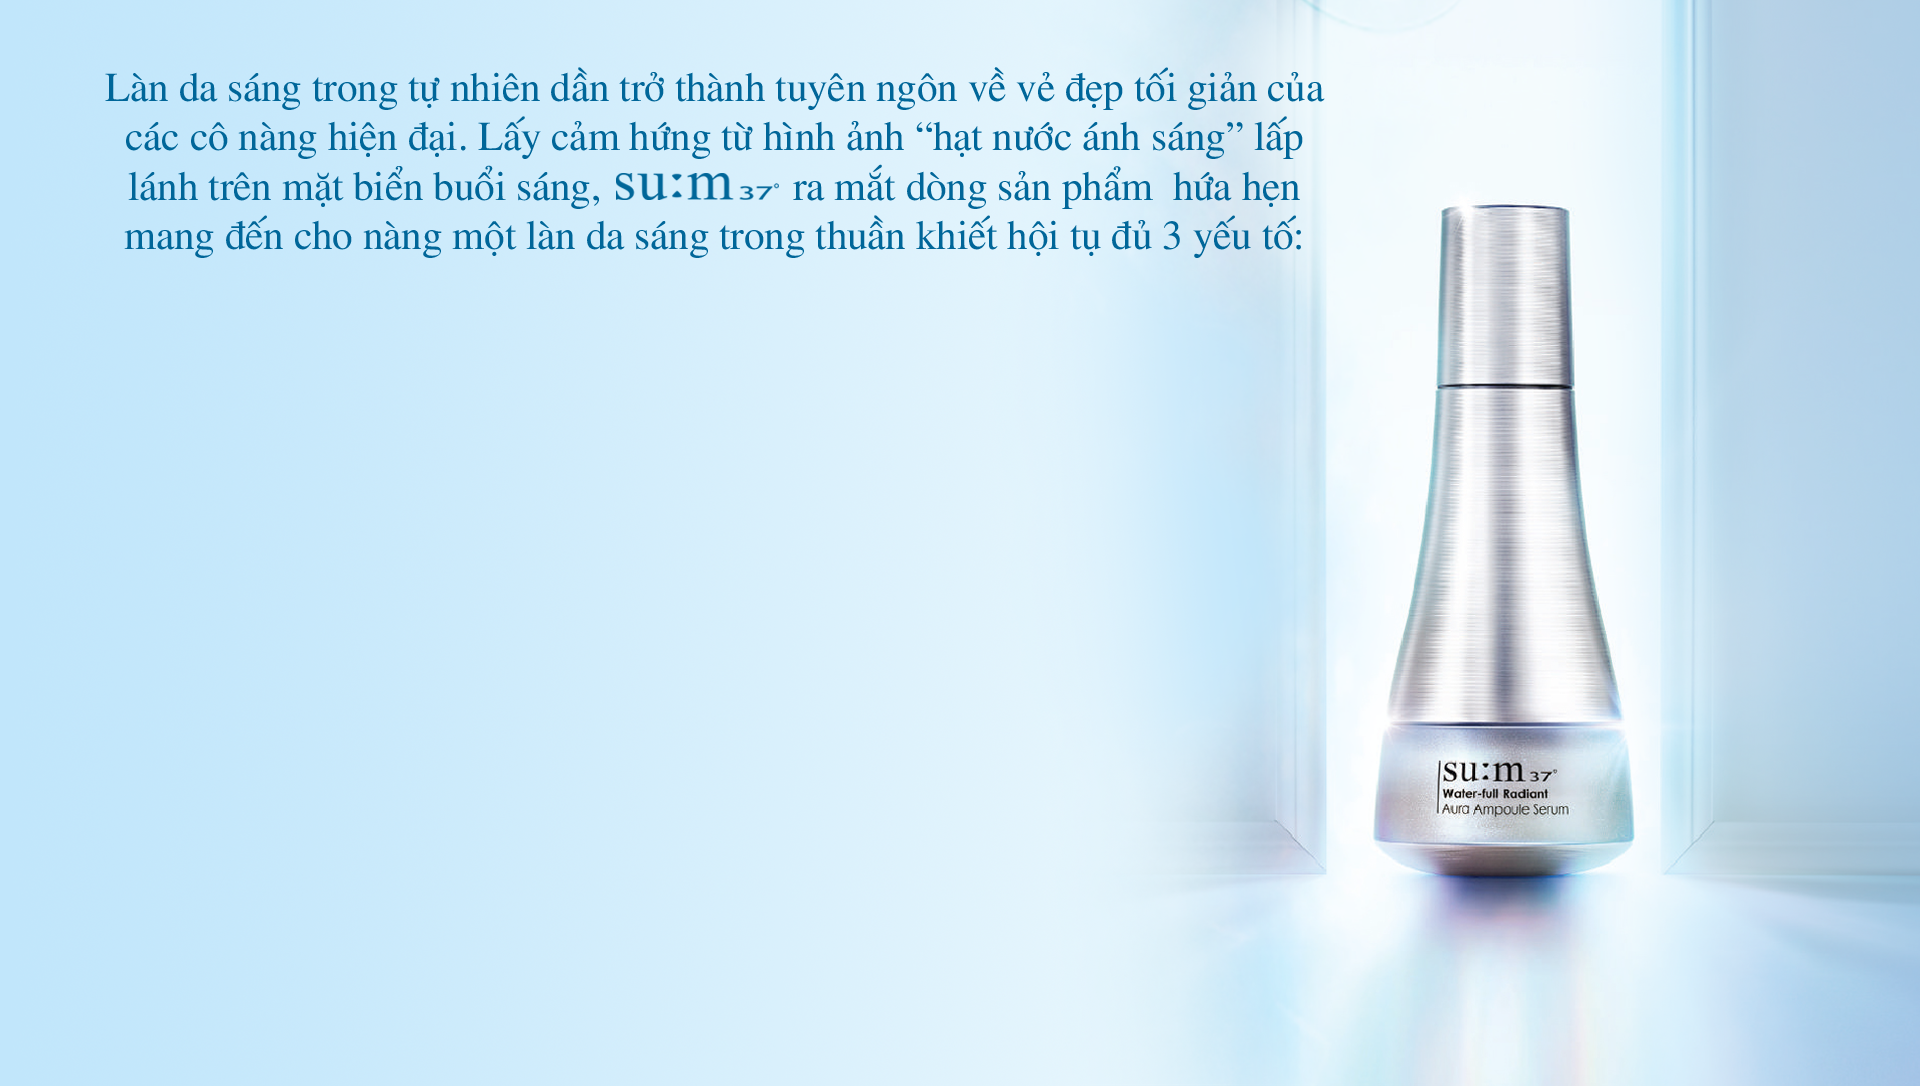 Làn da sáng trong tự nhiên dần trở thành tuyên ngôn về vẻ đẹp tối giản của
các cô nàng hiện đại. Lấy cảm hứng từ hình ảnh “hạt nước ánh sáng” lấp
lánh trên mặt biển buổi sáng, su:m37° ra mắt dòng sản phẩm  hứa hẹn
mang đến cho nàng một làn da sáng trong thuần khiết hội tụ đủ 3 yếu tố:
su:m37°
Water-full Radiant
Aura Ampoule Serum